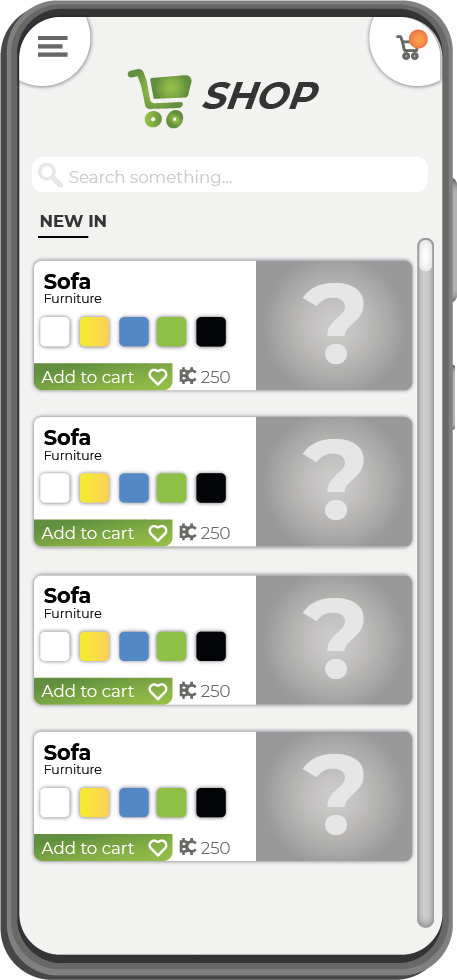 SHOP
Search something...
NEW IN
Sofa
Furniture
Add to cart 250
?
Sofa
Furniture
Add to cart 250
?
Sofa
Furniture
Add to cart 250
?
Sofa
Furniture
Add to cart 250
?